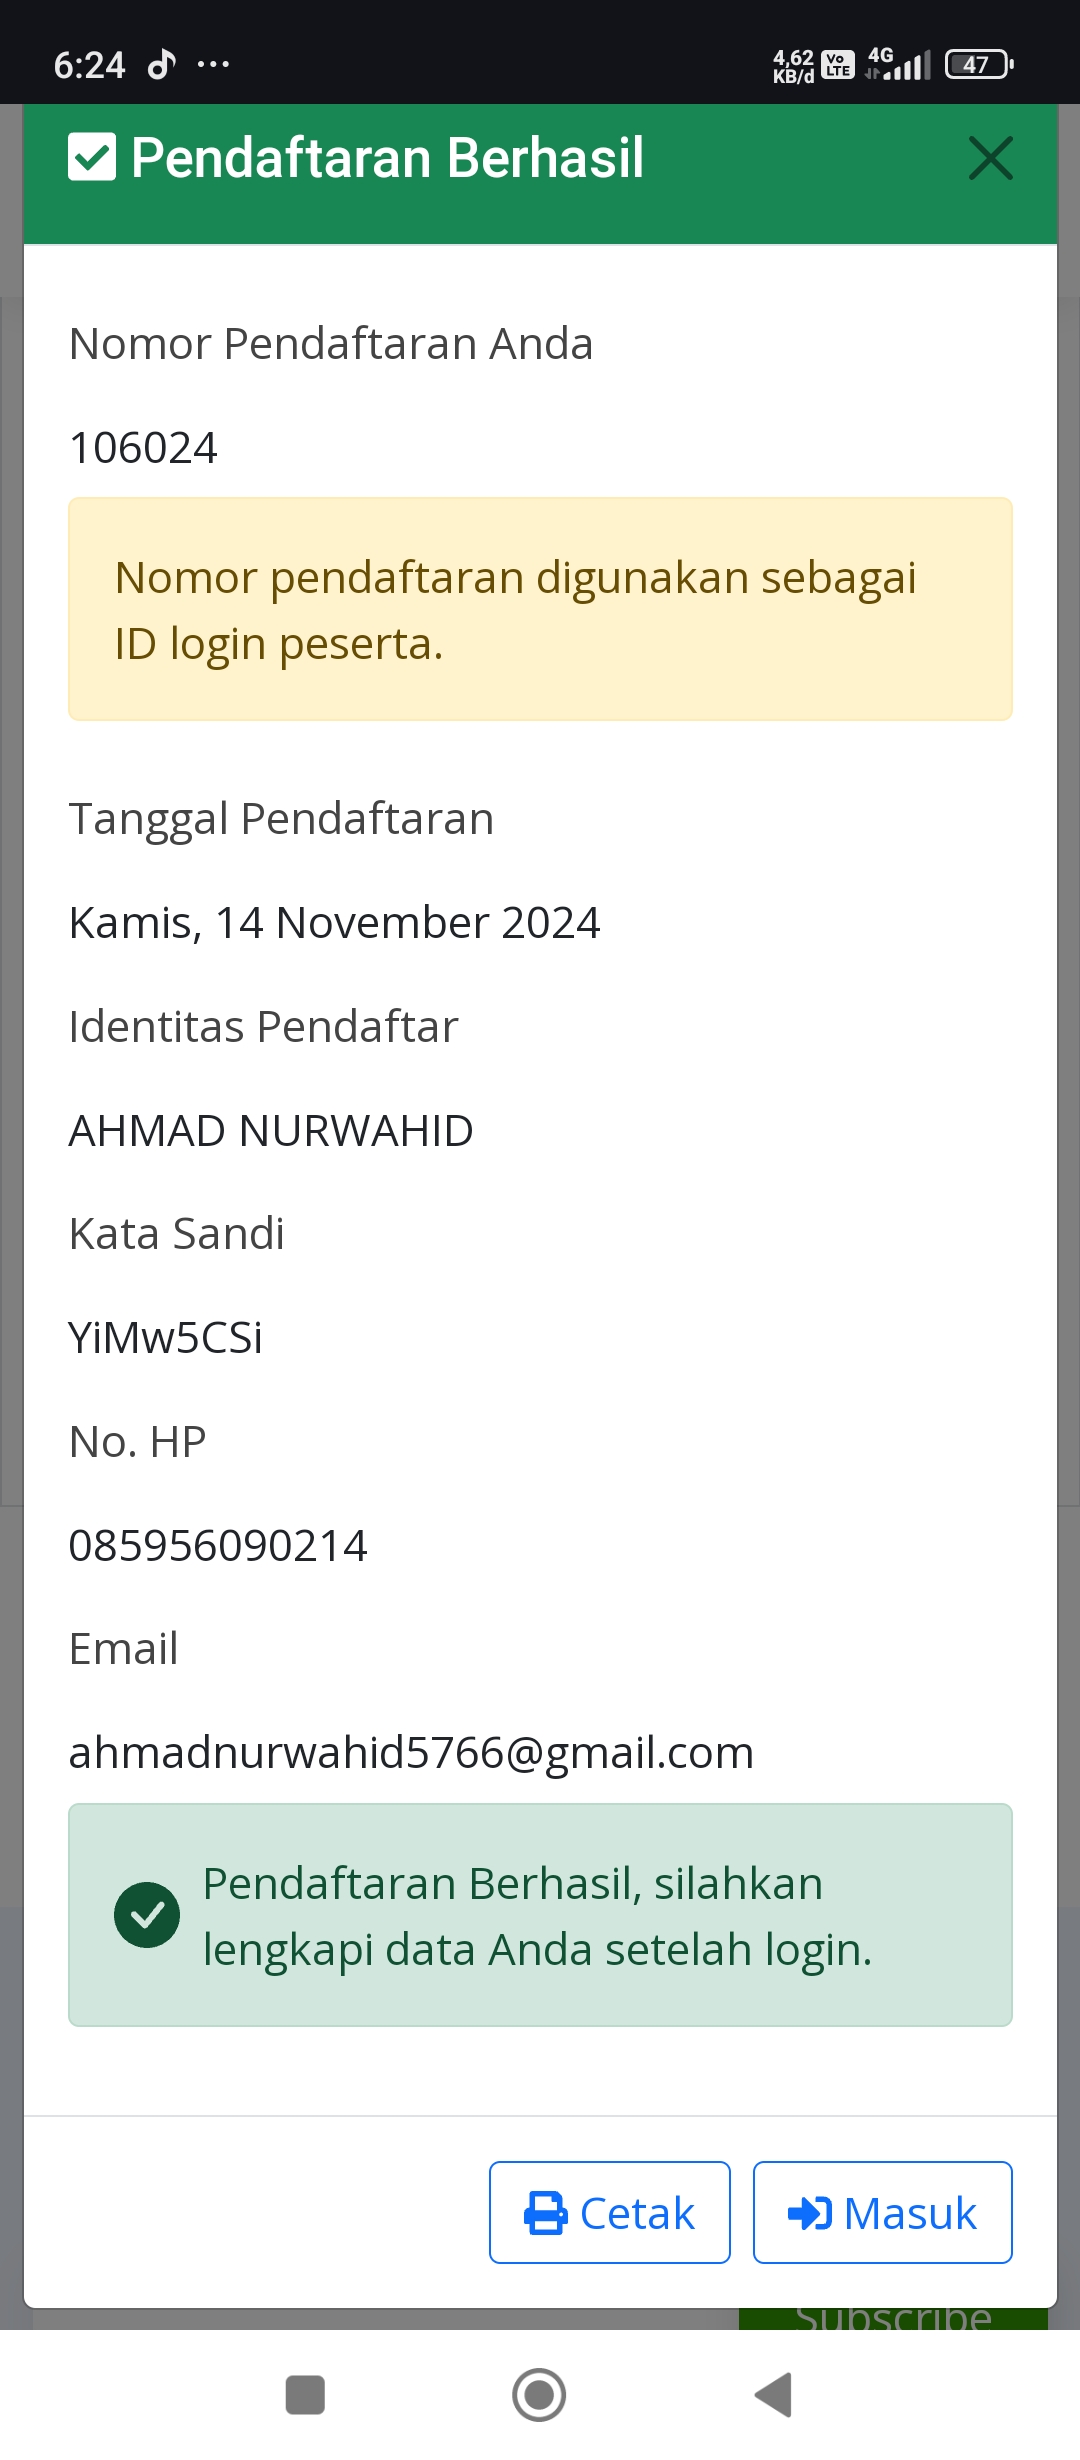 6:24
4,62 KB/d Vo LTE 4G 47
Pendaftaran Berhasil
Nomor Pendaftaran Anda
106024
Nomor pendaftaran digunakan sebagai
ID login peserta.
Tanggal Pendaftaran
Kamis, 14 November 2024
Identitas Pendaftar
AHMAD NURWAHID
Kata Sandi
YiMw5CSi
No. HP
085956090214
Email
ahmadnurwahid5766@gmail.com
Pendaftaran Berhasil, silahkan
lengkapi data Anda setelah login.
Cetak Masuk
Subscribe